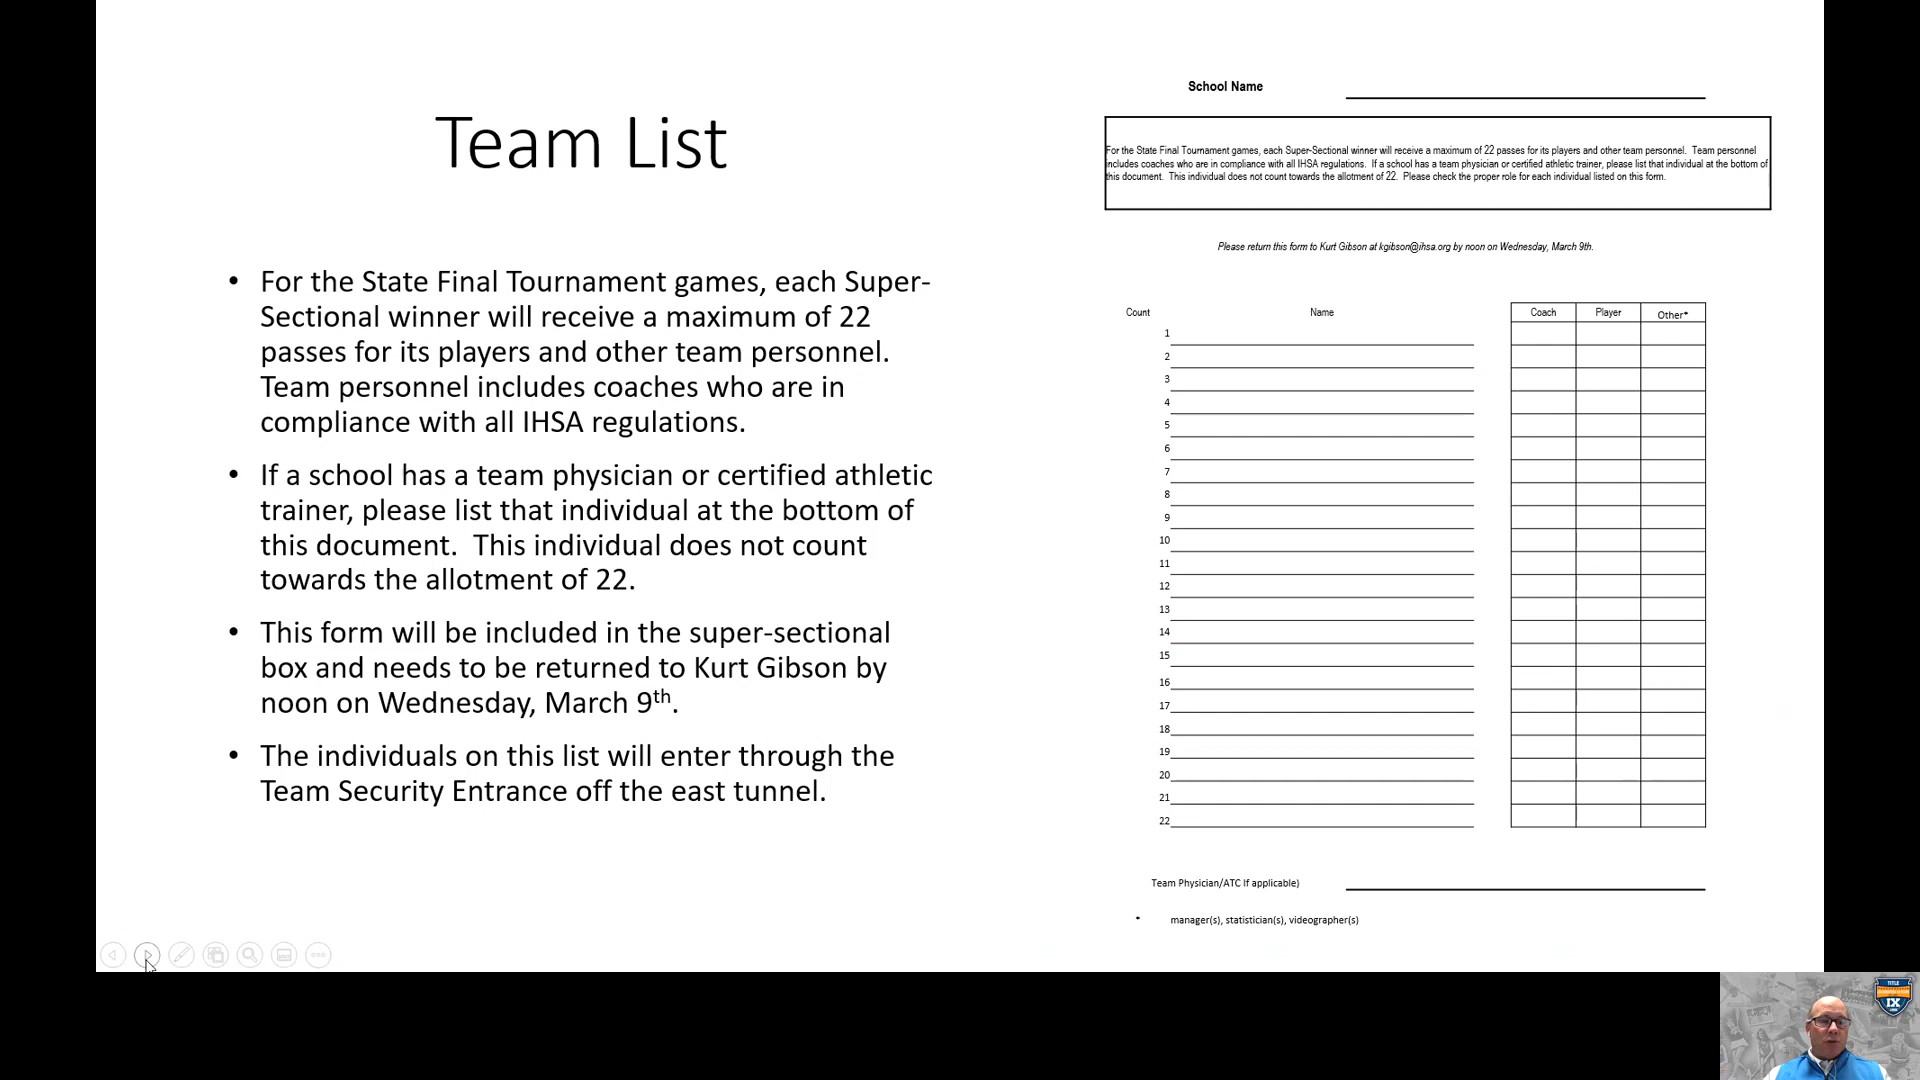 Team List
• For the State Final Tournament games, each Super-
Sectional winner will receive a maximum of 22
passes for its players and other team personnel.
Team personnel includes coaches who are in
compliance with all IHSA regulations.
• If a school has a team physician or certified athletic
trainer, please list that individual at the bottom of
this document.  This individual does not count
towards the allotment of 22.
• This form will be included in the super-sectional
box and needs to be returned to Kurt Gibson by
noon on Wednesday, March 9th.
• The individuals on this list will enter through the
Team Security Entrance off the east tunnel.
School Name
For the State Final Tournament games, each Super-Sectional winner will receive a maximum of 22 passes for its players and other team personnel.  Team personnel
includes coaches who are in compliance with all IHSA regulations.  If a school has a team physician or certified athletic trainer, please list that individual at the bottom of
this document.  This individual does not count towards the allotment of 22.  Please check the proper role for each individual listed on this form.
Please return this form to Kurt Gibson at kgibson@ihsa.org by noon on Wednesday, March 9th.
Count Name Coach Player Other*
1
2
3
4
5
6
7
8
9
10
11
12
13
14
15
16
17
18
19
20
21
22
Team Physician/ATC If applicable)
* manager(s), statistician(s), videographer(s)
TITLE
IX